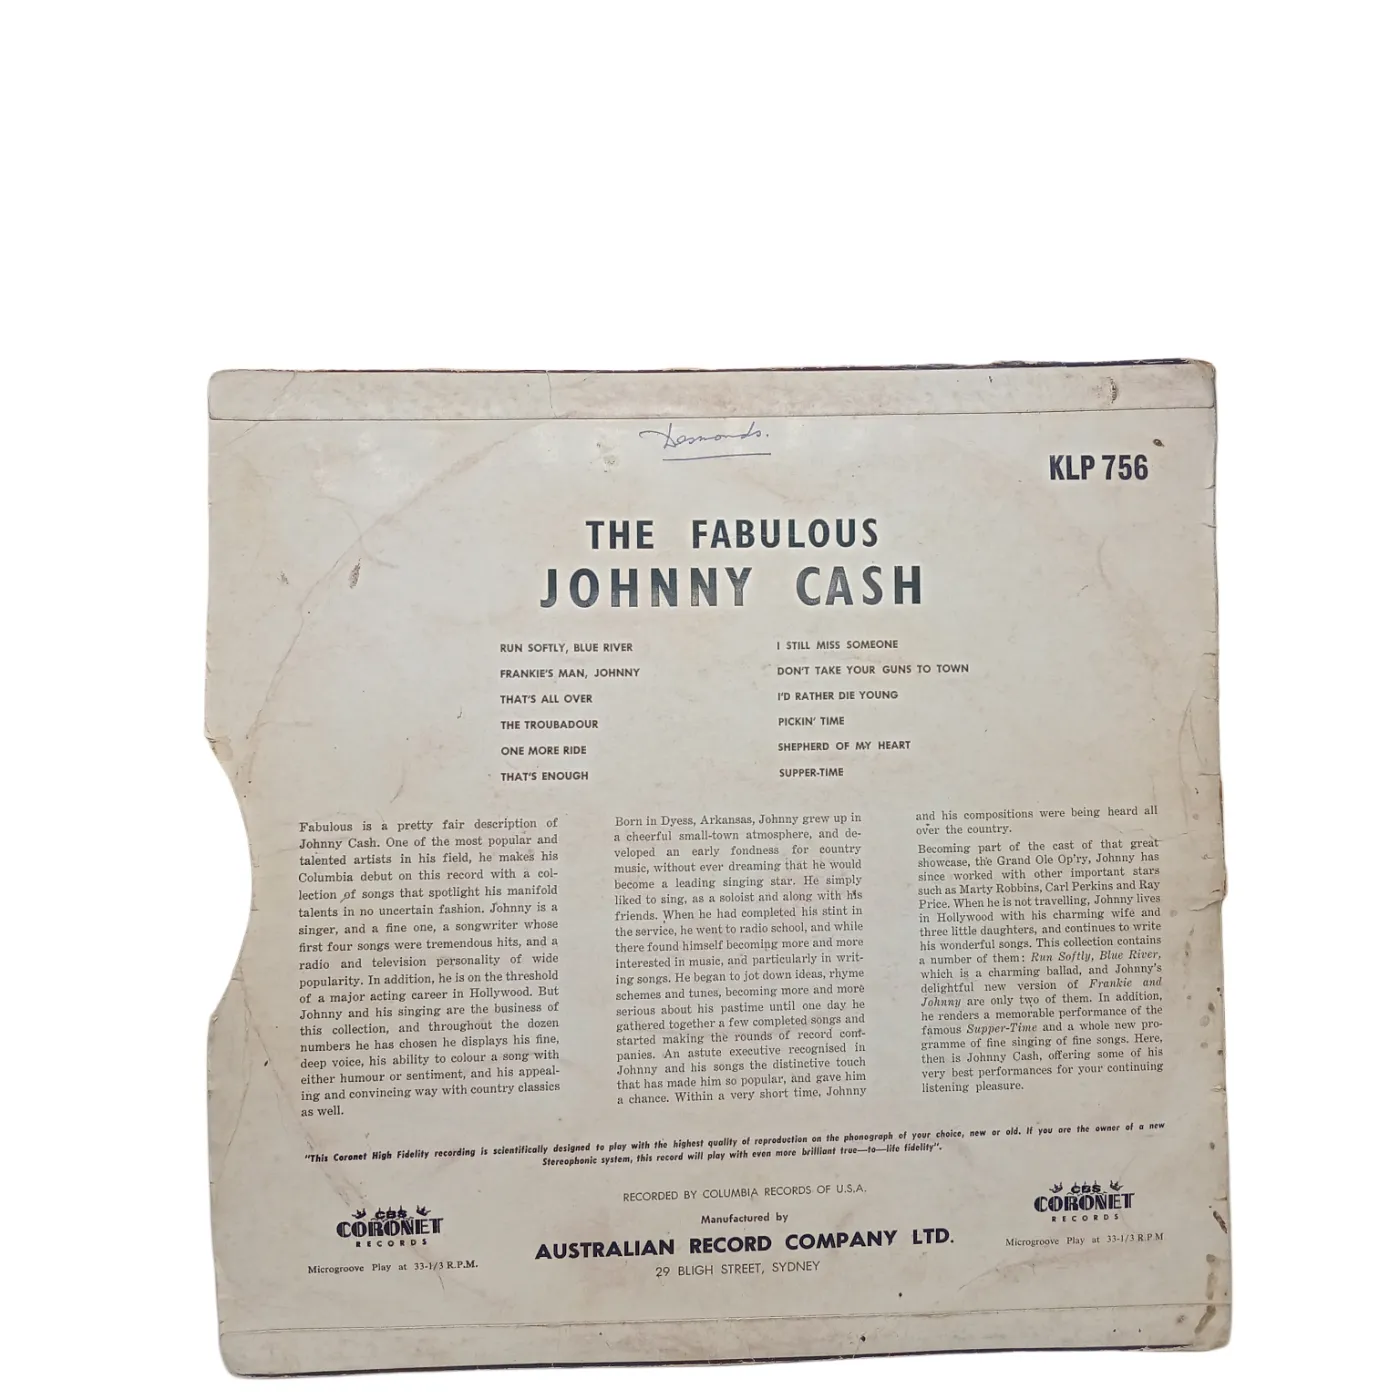 Desmonds.
KLP 756
THE FABULOUS
JOHNNY CASH
RUN SOFTLY, BLUE RIVER
FRANKIE'S MAN, JOHNNY
THAT'S ALL OVER
THE TROUBADOUR
ONE MORE RIDE
THAT'S ENOUGH
I STILL MISS SOMEONE
DON'T TAKE YOUR GUNS TO TOWN
I'D RATHER DIE YOUNG
PICKIN' TIME
SHEPHERD OF MY HEART
SUPPER-TIME
Fabulous is a pretty fair description of
Johnny Cash. One of the most popular and
talented artists in his field, he makes his
Columbia debut on this record with a col-
lection of songs that spotlight his manifold
talents in no uncertain fashion. Johnny is a
singer, and a fine one, a songwriter whose
first four songs were tremendous hits, and a
radio and television personality of wide
popularity. In addition, he is on the threshold
of a major acting career in Hollywood. But
Johnny and his singing are the business of
this collection, and throughout the dozen
numbers he has chosen he displays his fine,
deep voice, his ability to colour a song with
either humour or sentiment, and his appeal-
ing and convincing way with country classics
as well.
Born in Dyess, Arkansas, Johnny grew up in
a cheerful small-town atmosphere, and de-
veloped an early fondness for country
music, without ever dreaming that he would
become a leading singing star. He simply
liked to sing, as a soloist and along with his
friends. When he had completed his stint in
the service, he went to radio school, and while
there found himself becoming more and more
interested in music, and particularly in writ-
ing songs. He began to jot down ideas, rhyme
schemes and tunes, becoming more and more
serious about his pastime until one day he
gathered together a few completed songs and
started making the rounds of record com-
panies. An astute executive recognised in
Johnny and his songs the distinctive touch
that has made him so popular, and gave him
a chance. Within a very short time, Johnny
and his compositions were being heard all
over the country.
Becoming part of the cast of that great
showcase, the Grand Ole Op'ry, Johnny has
since worked with other important stars
such as Marty Robbins, Carl Perkins and Ray
Price. When he is not travelling, Johnny lives
in Hollywood with his charming wife and
three little daughters, and continues to write
his wonderful songs. This collection contains
a number of them: Run Softly, Blue River,
which is a charming ballad, and Johnny's
delightful new version of Frankie and
Johnny are only two of them. In addition,
he renders a memorable performance of the
famous Supper-Time and a whole new pro-
gramme of fine singing of fine songs. Here,
then is Johnny Cash, offering some of his
very best performances for your continuing
listening pleasure.
"This Coronet High Fidelity recording is scientifically designed to play with the highest quality of reproduction on the phonograph of your choice, new or old. If you are the owner of a new
Stereophonic system, this record will play with even more brilliant true—to—life fidelity".
RECORDED BY COLUMBIA RECORDS OF U.S.A.
Manufactured by
AUSTRALIAN RECORD COMPANY LTD.
29 BLIGH STREET, SYDNEY
CBS
CORONET
RECORDS
Microgroove Play at 33-1/3 R.P.M.
CBS
CORONET
RECORDS
Microgroove Play at 33-1/3 R P M